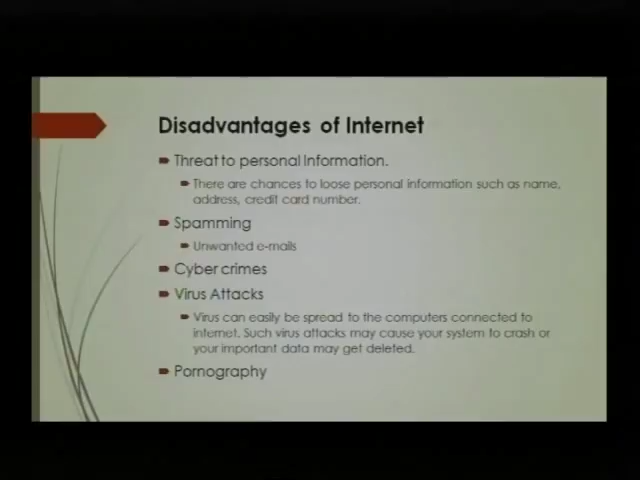 Disadvantages of Internet
Threat to personal Information.
There are chances to loose personal information such as name,
address, credit card number.
Spamming
Unwanted e-mails
Cyber crimes
Virus Attacks
Virus can easily be spread to the computers connected to
internet. Such virus attacks may cause your system to crash or
your important data may get deleted.
Pornography